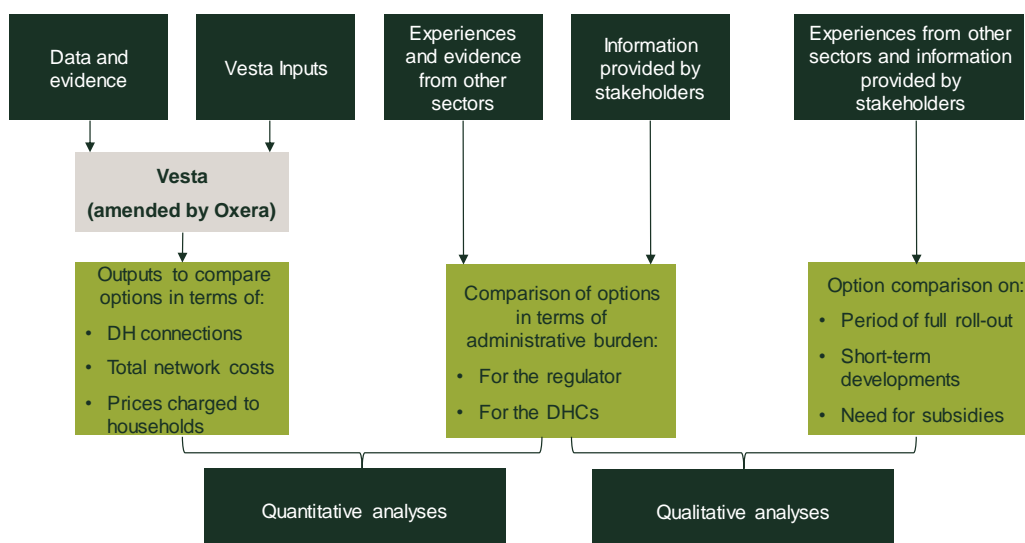 Data and
evidence
Vesta Inputs
Experiences
and evidence
from other
sectors
Information
provided by
stakeholders
Experiences from other
sectors and information
provided by
stakeholders
Vesta
(amended by Oxera)
Outputs to compare
options in terms of:
• DH connections
• Total network costs
• Prices charged to
households
Comparison of options
in terms of
administrative burden:
• For the regulator
• For the DHCs
Option comparison on:
• Period of full roll-out
• Short-term
developments
• Need for subsidies
Quantitative analyses
Qualitative analyses